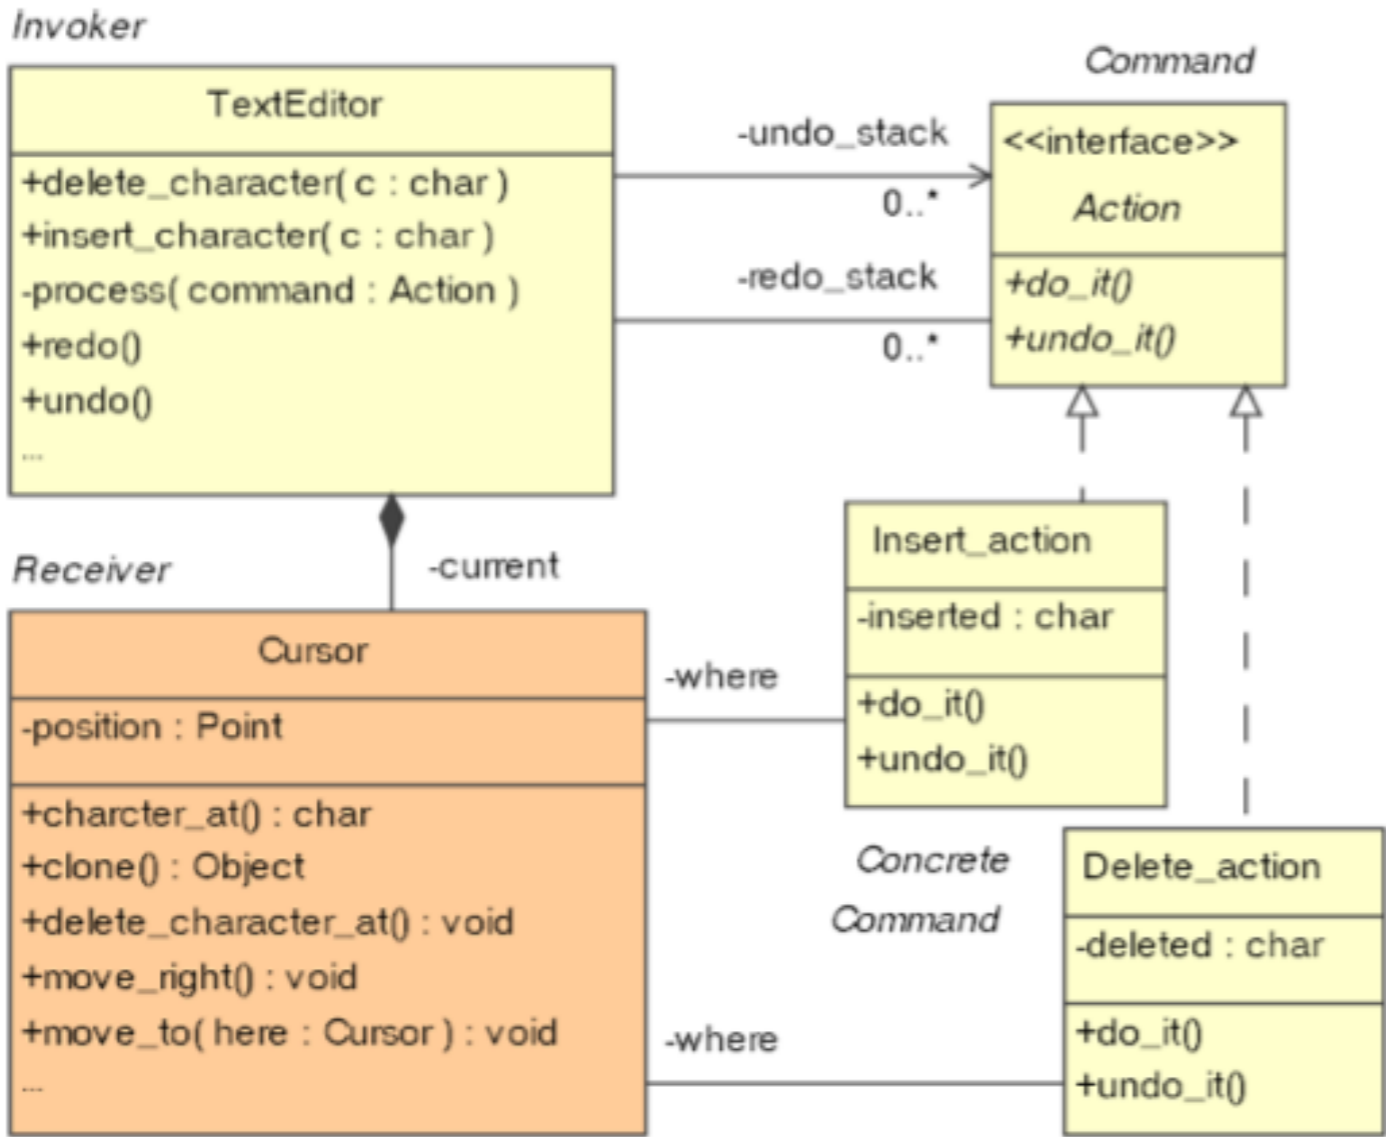 Invoker
TextEditor
+delete_character( c : char )
+insert_character( c : char )
-process( command : Action )
+redo()
+undo()
...
-undo_stack
0..*
-redo_stack
0..*
Command
<<interface>>
Action
+do_it()
+undo_it()
Receiver
-current
Cursor
-position : Point
+charcter_at() : char
+clone() : Object
+delete_character_at() : void
+move_right() : void
+move_to( here : Cursor ) : void
...
-where
-where
Insert_action
-inserted : char
+do_it()
+undo_it()
Concrete
Command
Delete_action
-deleted : char
+do_it()
+undo_it()